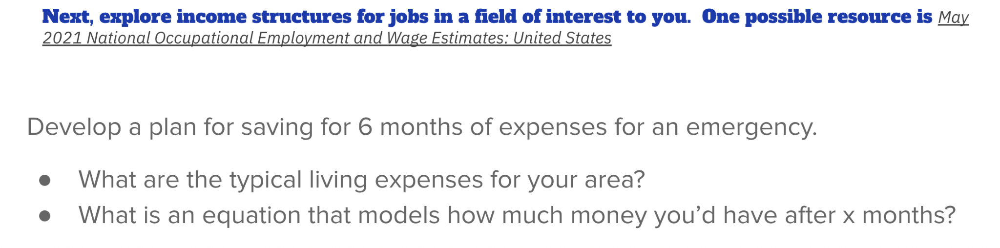 Next, explore income structures for jobs in a field of interest to you.  One possible resource is May
2021 National Occupational Employment and Wage Estimates: United States
Develop a plan for saving for 6 months of expenses for an emergency.
● What are the typical living expenses for your area?
● What is an equation that models how much money you’d have after x months?